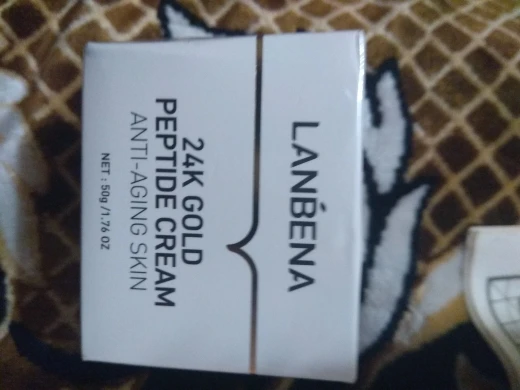 LANBENA
24K GOLD
PEPTIDE CREAM
ANTI-AGING SKIN
NET : 50g /1.76 OZ